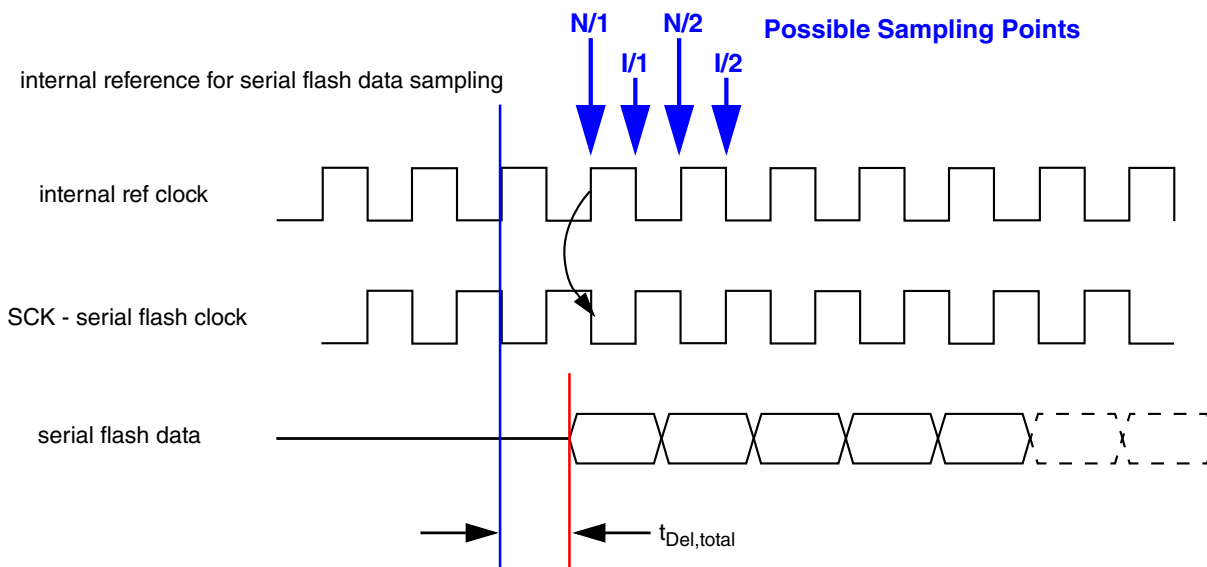 N/1
N/2
Possible Sampling Points
I/1
I/2
internal reference for serial flash data sampling
internal ref clock
SCK - serial flash clock
serial flash data
tDel,total